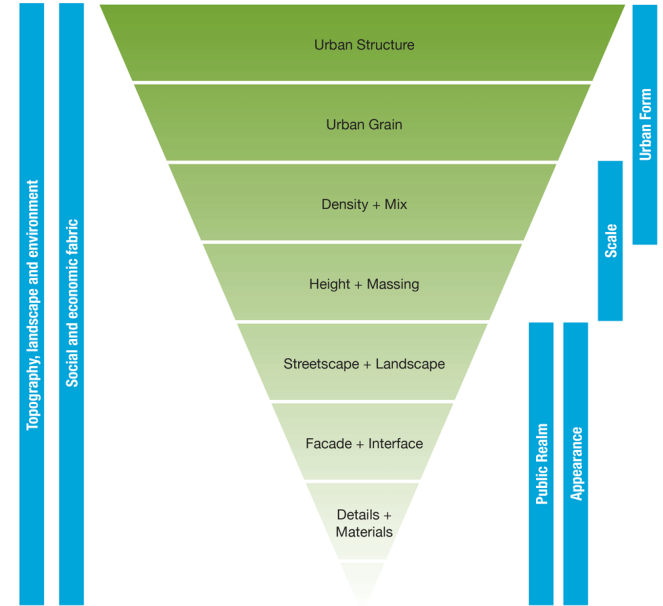 Urban Structure
Urban Grain
Density + Mix
Height + Massing
Streetscape + Landscape
Facade + Interface
Details +
Materials
Topography, landscape and environment
Social and economic fabric
Public Realm
Appearance
Scale
Urban Form